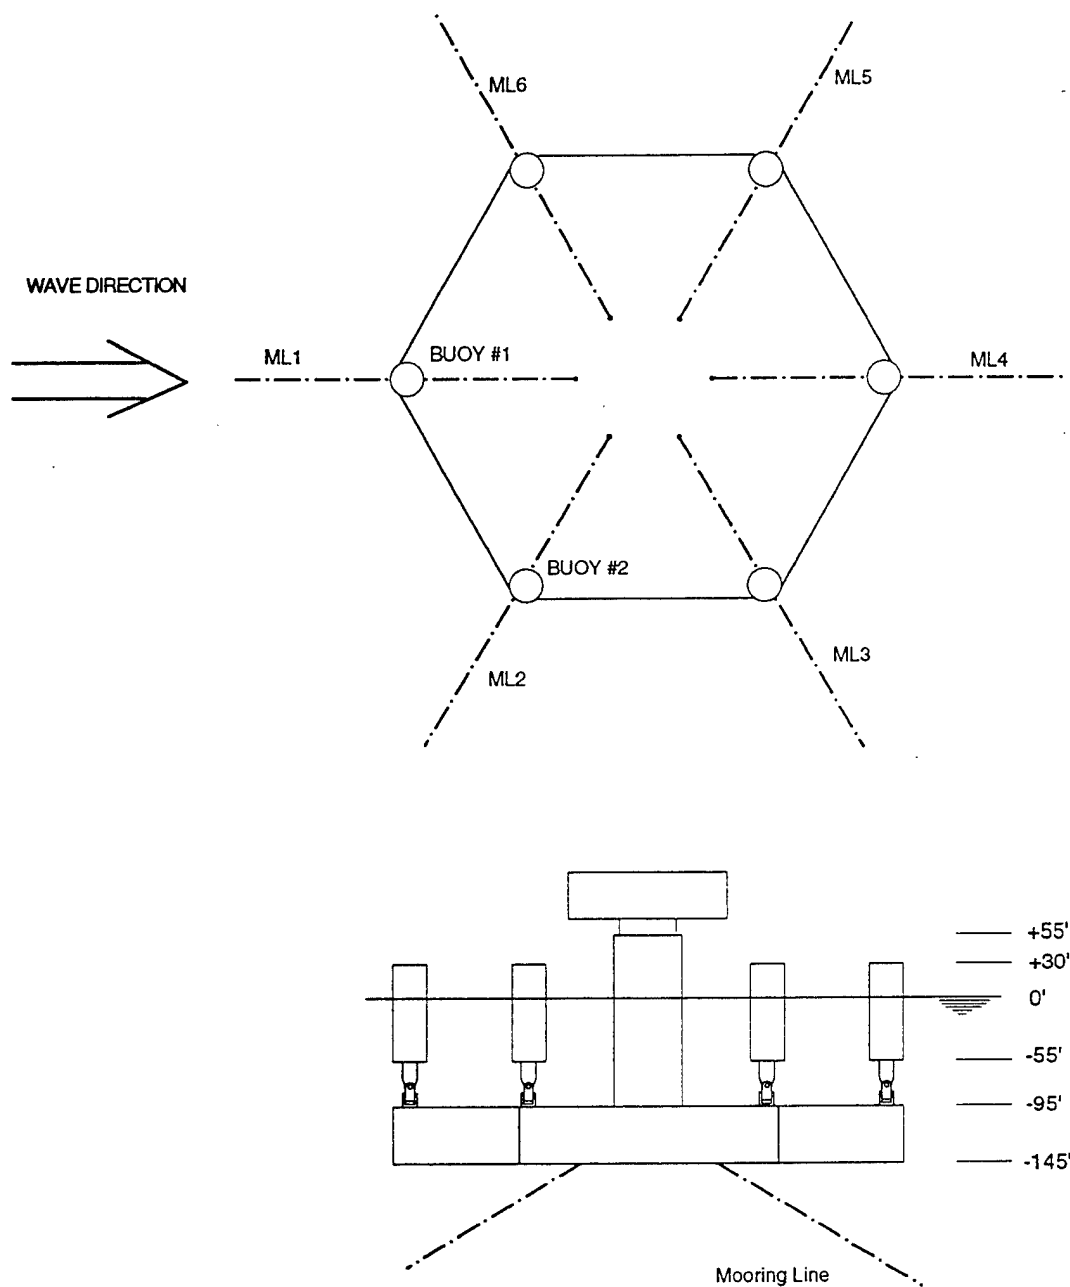 ML6
ML5
WAVE DIRECTION
ML1
BUOY #1
ML4
BUOY #2
ML3
ML2
+55'
+30'
0'
-55'
-95'
-145'
Mooring Line